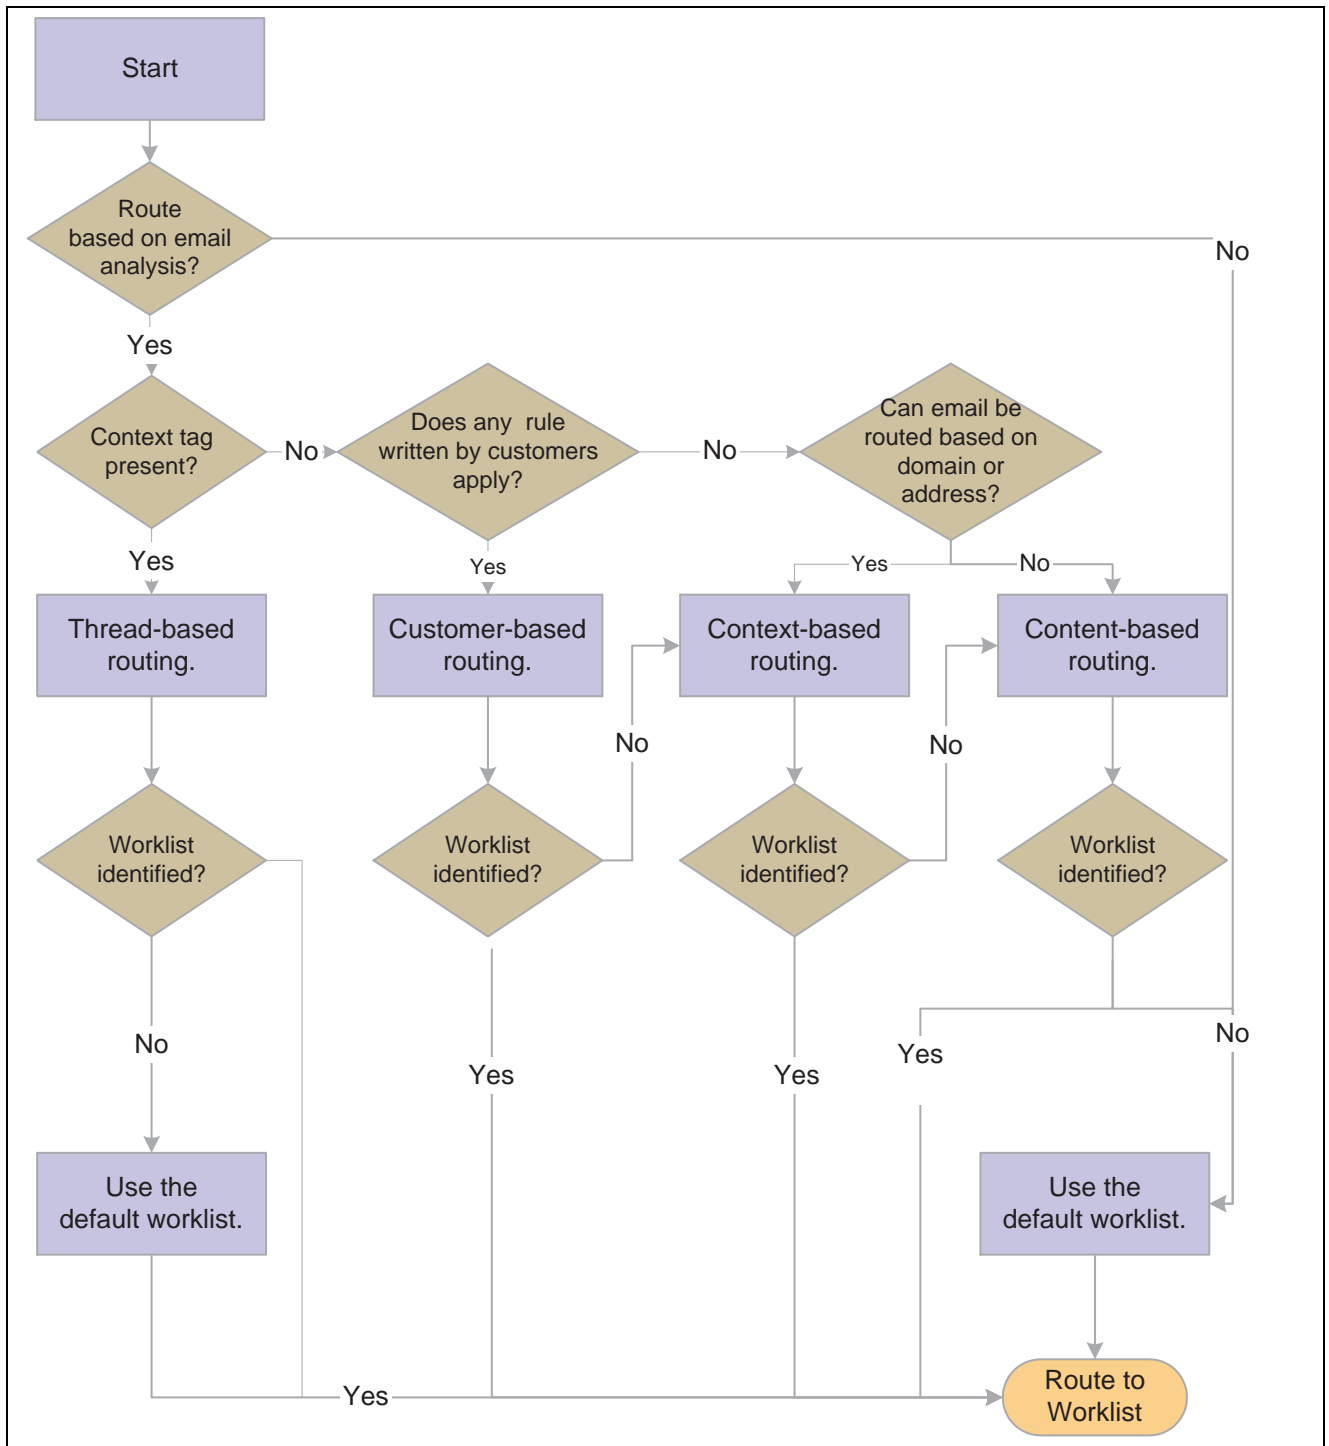 Start
Route
based on email
analysis?
No
Yes
Context tag
present?
No
Does any rule
written by customers
apply?
No
Can email be
routed based on
domain or
address?
Yes
Yes
Yes
No
Thread-based
routing.
Customer-based
routing.
Context-based
routing.
Content-based
routing.
No
No
Worklist
identified?
Worklist
identified?
Worklist
identified?
Worklist
identified?
No
Yes
Yes
Yes
No
Use the
default worklist.
Use the
default worklist.
Yes
Route to
Worklist